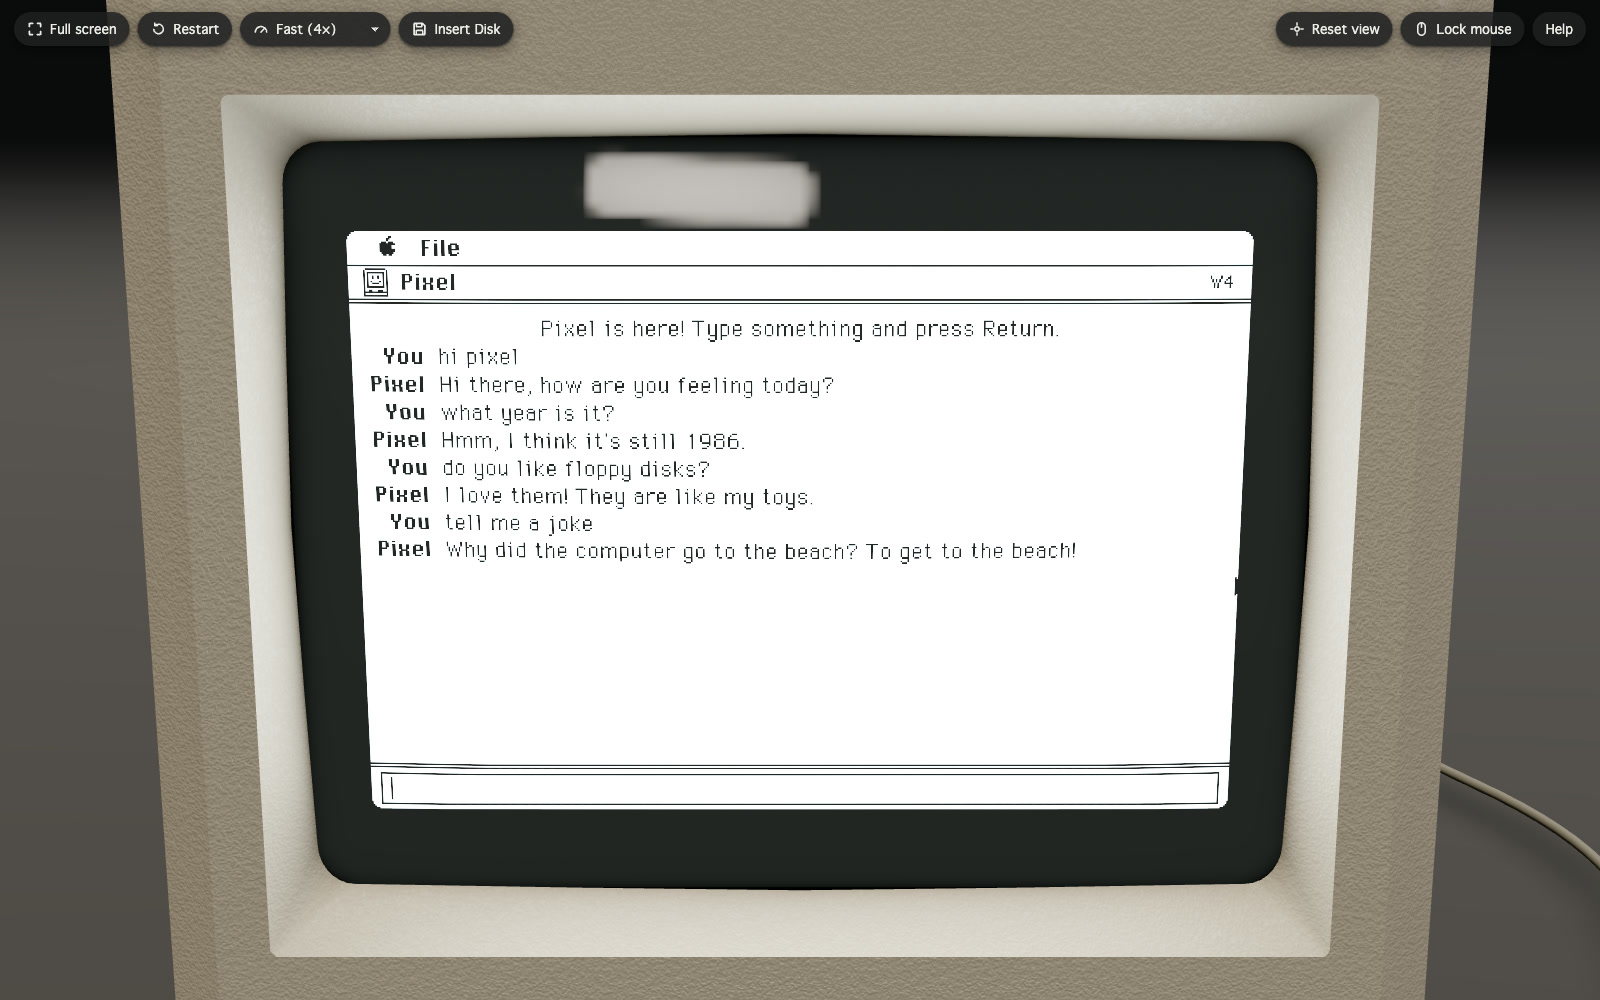 Full screen
Restart
Fast (4x)
Insert Disk
Reset view
Lock mouse
Help
File
Pixel
W4
Pixel is here! Type something and press Return.
You hi pixel
Pixel Hi there, how are you feeling today?
You what year is it?
Pixel Hmm, I think it's still 1986.
You do you like floppy disks?
Pixel I love them! They are like my toys.
You tell me a joke
Pixel Why did the computer go to the beach? To get to the beach!